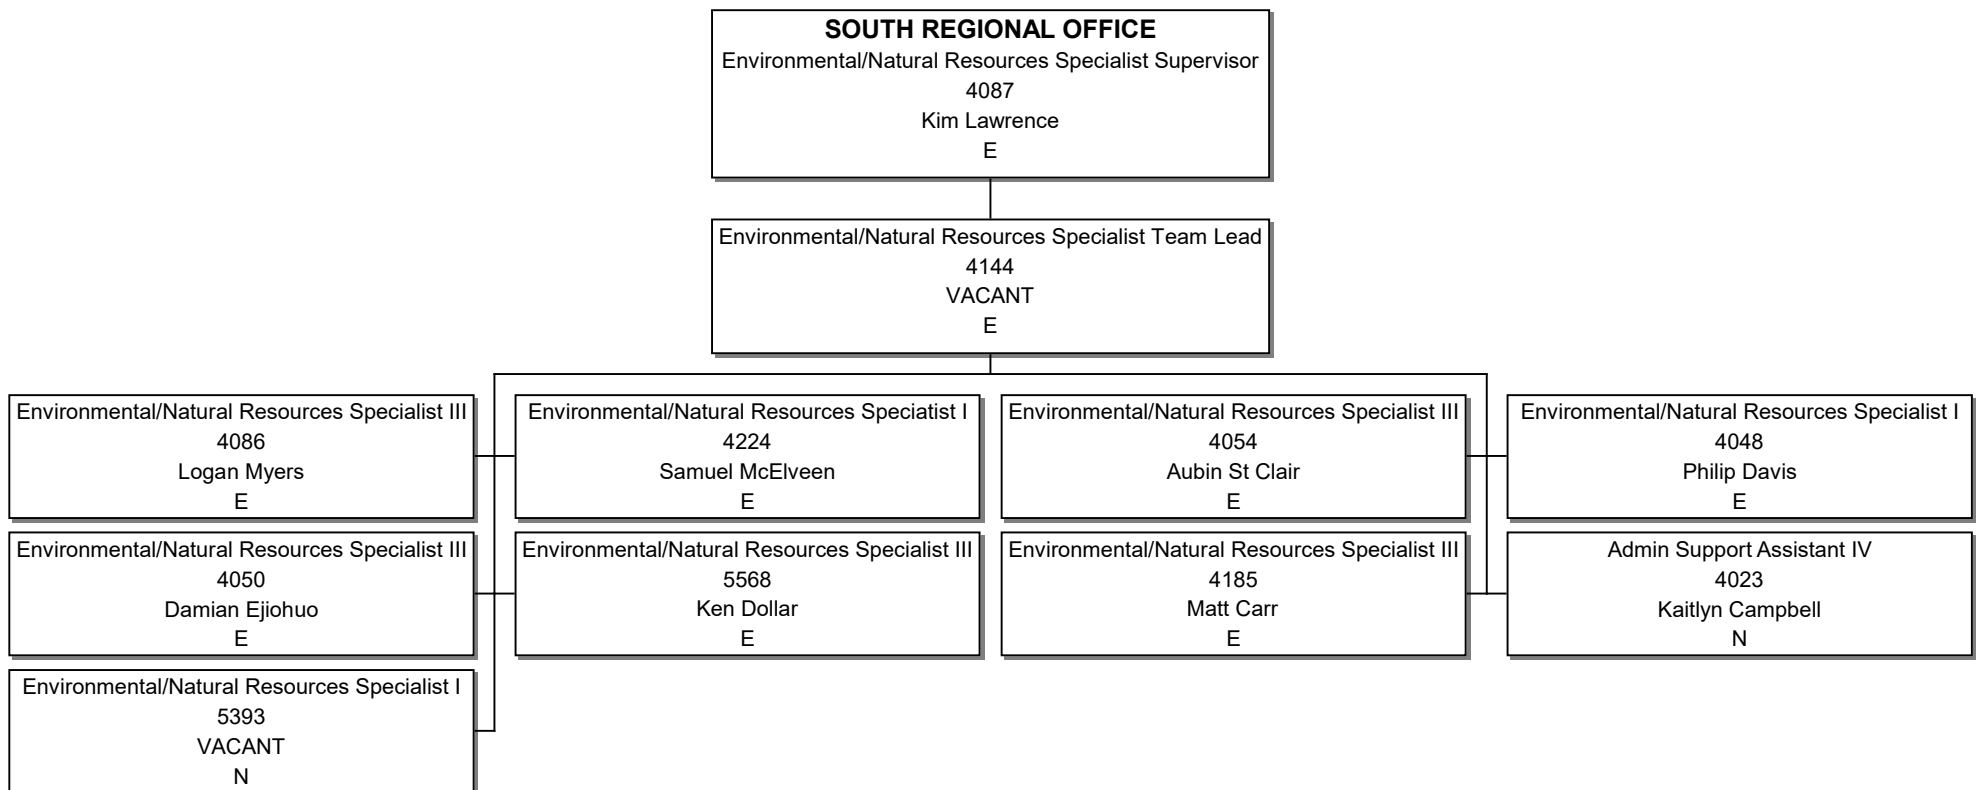 SOUTH REGIONAL OFFICE
Environmental/Natural Resources Specialist Supervisor
4087
Kim Lawrence
E
Environmental/Natural Resources Specialist Team Lead
4144
VACANT
E
Environmental/Natural Resources Specialist III
4086
Logan Myers
E
Environmental/Natural Resources Speciatist I
4224
Samuel McElveen
E
Environmental/Natural Resources Specialist III
4054
Aubin St Clair
E
Environmental/Natural Resources Specialist I
4048
Philip Davis
E
Environmental/Natural Resources Specialist III
4050
Damian Ejiohuo
E
Environmental/Natural Resources Specialist III
5568
Ken Dollar
E
Environmental/Natural Resources Specialist III
4185
Matt Carr
E
Admin Support Assistant IV
4023
Kaitlyn Campbell
N
Environmental/Natural Resources Specialist I
5393
VACANT
N